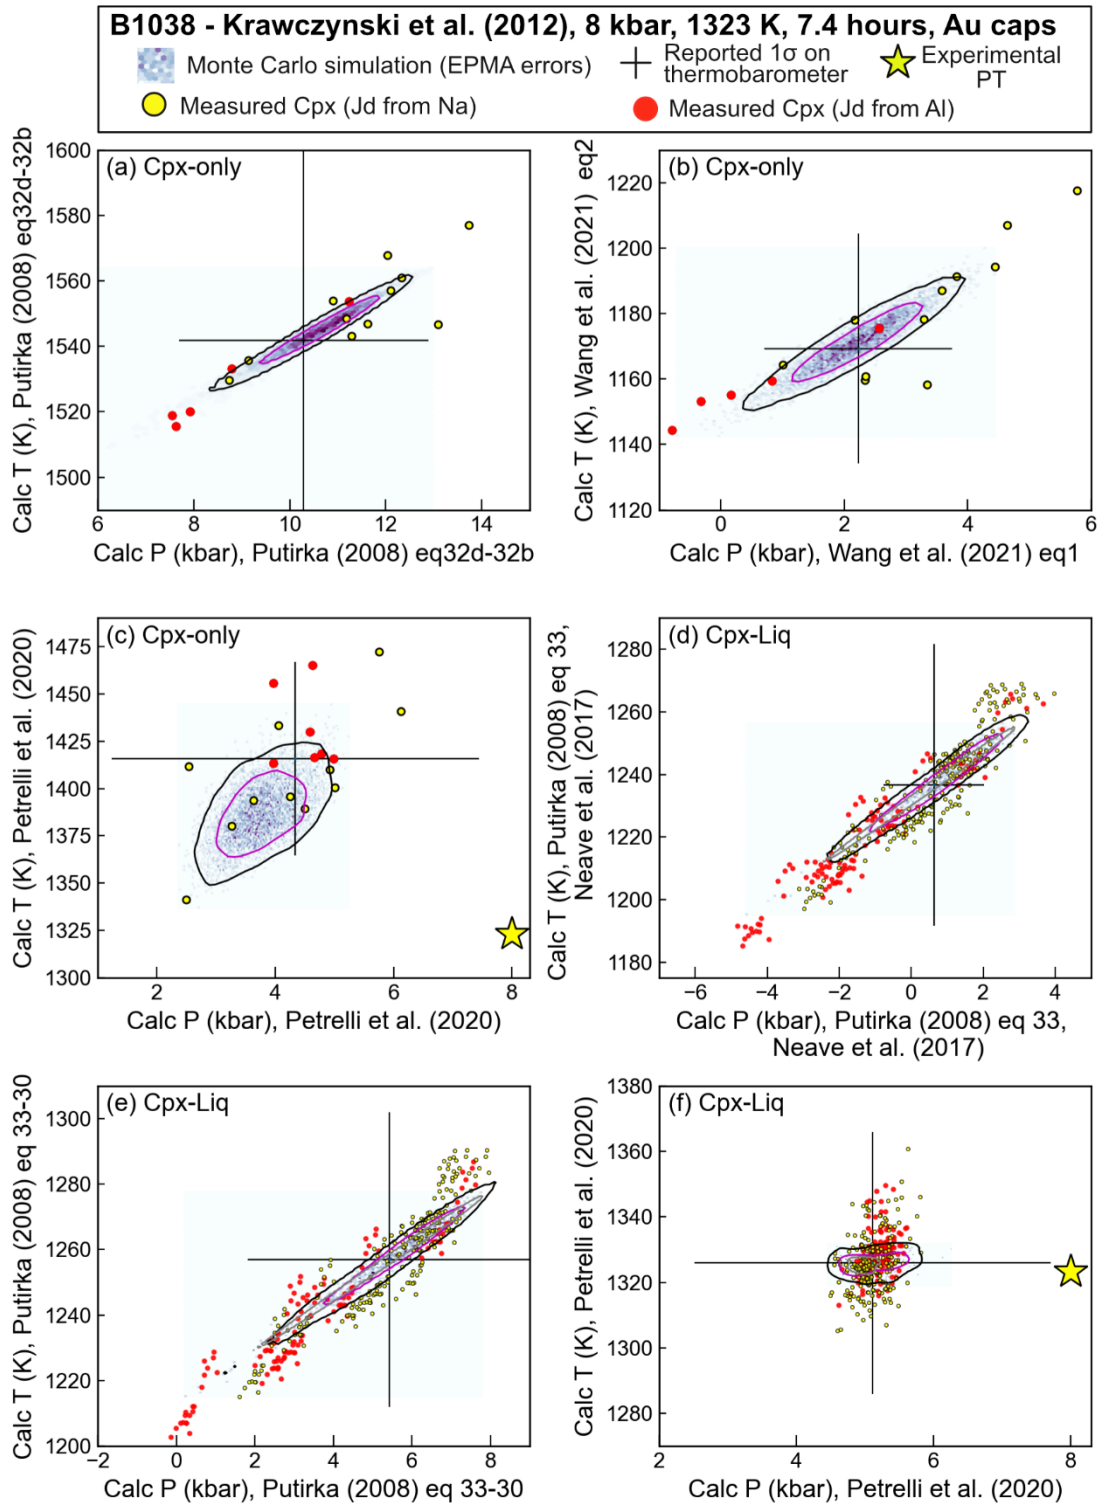 B1038 - Krawczynski et al. (2012), 8 kbar, 1323 K, 7.4 hours, Au caps
Monte Carlo simulation (EPMA errors)
Reported 1σ on
thermobarometer
Experimental
PT
Measured Cpx (Jd from Na)
Measured Cpx (Jd from Al)
(a) Cpx-only
1600
1580
1560
1540
1520
1500
6
8
10
12
14
Calc T (K), Putirka (2008) eq32d-32b
Calc P (kbar), Putirka (2008) eq32d-32b
(b) Cpx-only
1220
1200
1180
1160
1140
1120
0
2
4
6
Calc T (K), Wang et al. (2021) eq2
Calc P (kbar), Wang et al. (2021) eq1
(c) Cpx-only
1475
1450
1425
1400
1375
1350
1325
1300
2
4
6
8
Calc T (K), Petrelli et al. (2020)
Calc P (kbar), Petrelli et al. (2020)
(d) Cpx-Liq
1280
1260
1240
1220
1200
1180
−6
−4
−2
0
2
4
Calc T (K), Putirka (2008) eq 33,
Neave et al. (2017)
Calc P (kbar), Putirka (2008) eq 33,
Neave et al. (2017)
(e) Cpx-Liq
1300
1280
1260
1240
1220
1200
−2
0
2
4
6
8
Calc T (K), Putirka (2008) eq 33-30
Calc P (kbar), Putirka (2008) eq 33-30
(f) Cpx-Liq
1380
1360
1340
1320
1300
1280
2
4
6
8
Calc T (K), Petrelli et al. (2020)
Calc P (kbar), Petrelli et al. (2020)